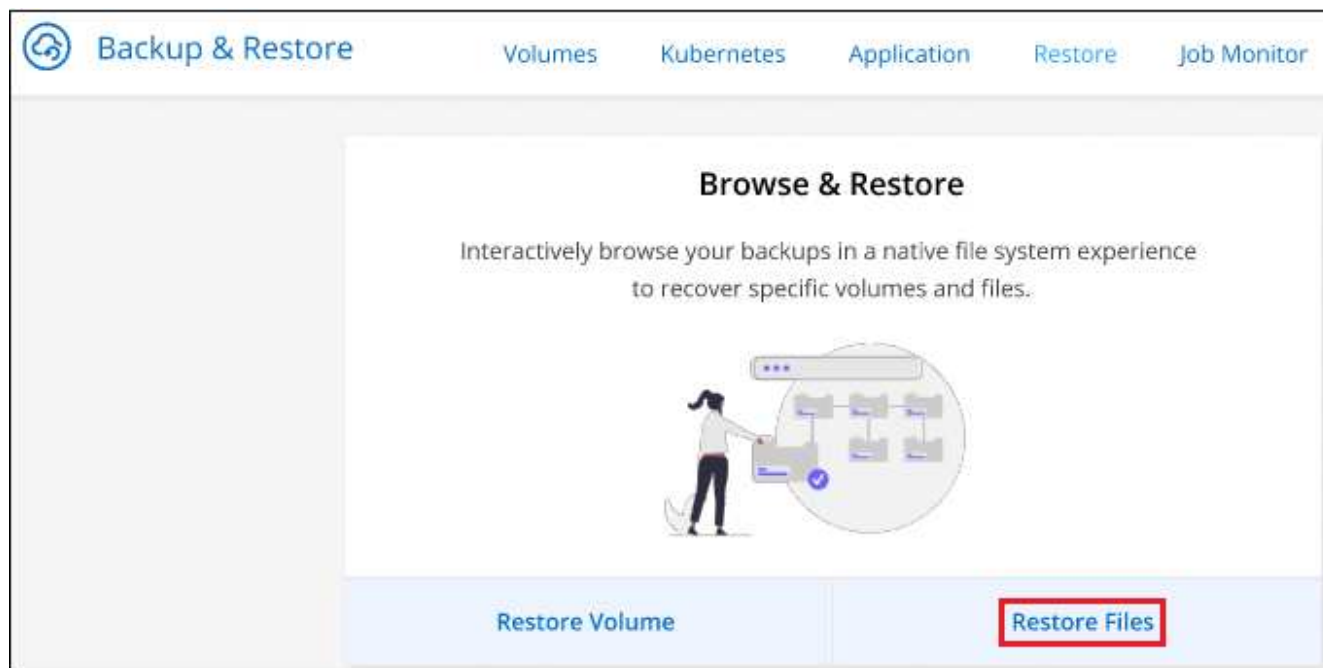 Backup & Restore Volumes Kubernetes Application Restore Job Monitor
Browse & Restore
Interactively browse your backups in a native file system experience
to recover specific volumes and files.
Restore Volume Restore Files